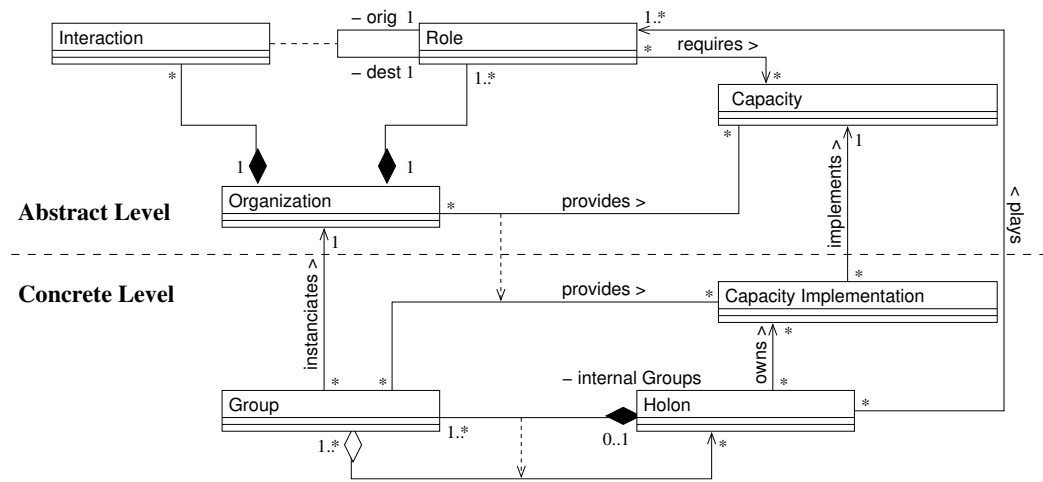 – orig 1
1..*
Interaction
Role
* requires >
*
– dest 1
1..*
*
Capacity
*
1
1
1
implements >
< plays
Organization
* provides >
Abstract Level
1
instanciates >
*
Concrete Level
provides > *
Capacity Implementation
*
owns >
* *
– internal Groups
*
Group
Holon
*
1..*
1..*
0..1
*